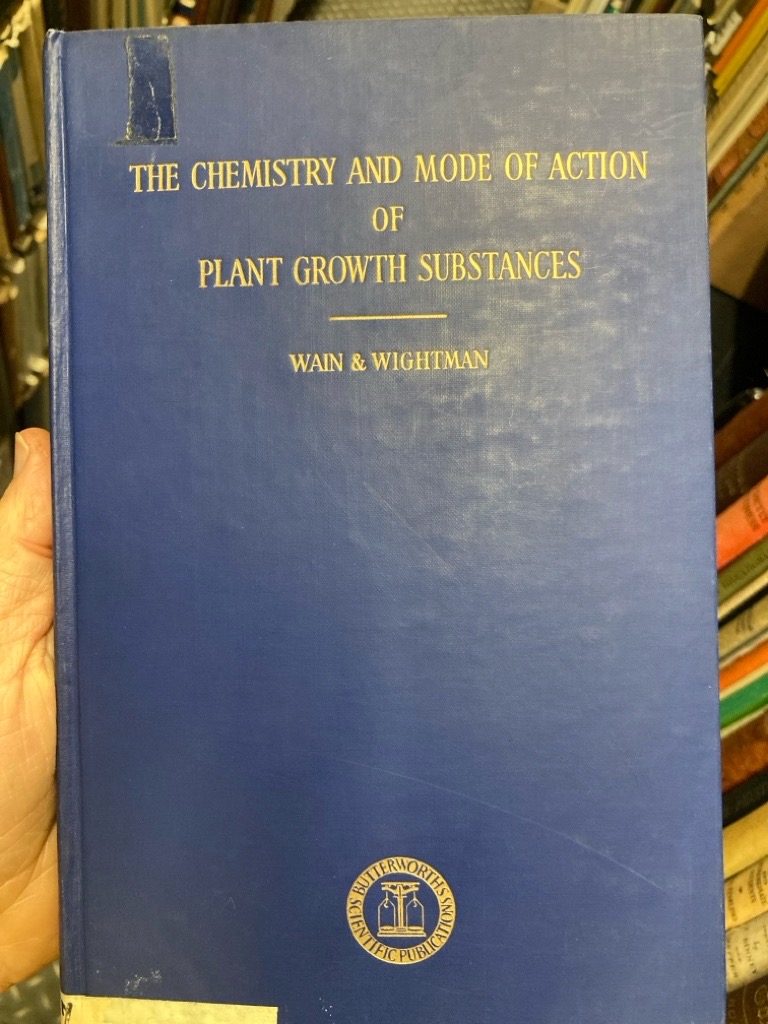 THE CHEMISTRY AND MODE OF ACTION
OF
PLANT GROWTH SUBSTANCES
WAIN & WIGHTMAN
BUTTERWORTHS
SCIENTIFIC PUBLICATIONS